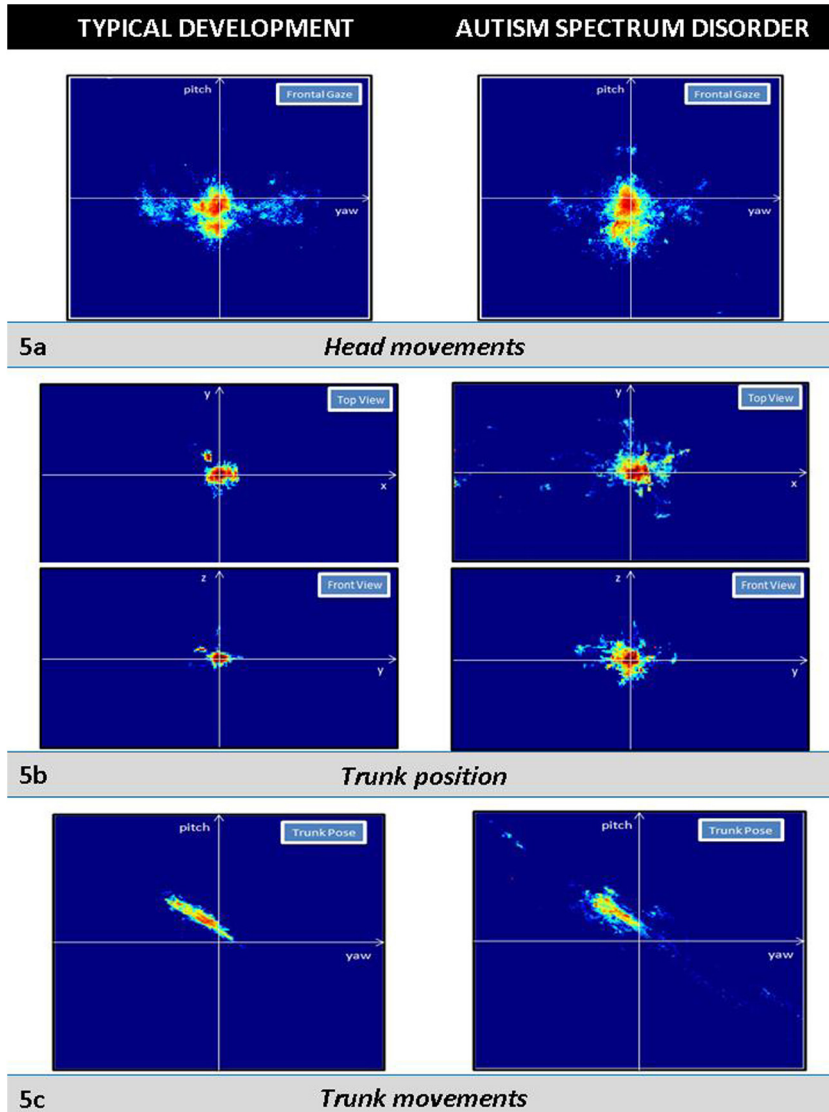 TYPICAL DEVELOPMENT AUTISM SPECTRUM DISORDER
pitch Frontal Gaze pitch Frontal Gaze
yaw yaw
5a Head movements
y Top View y Top View
x x
z Front View z Front View
y y
5b Trunk position
pitch Trunk Pose pitch Trunk Pose
yaw yaw
5c Trunk movements